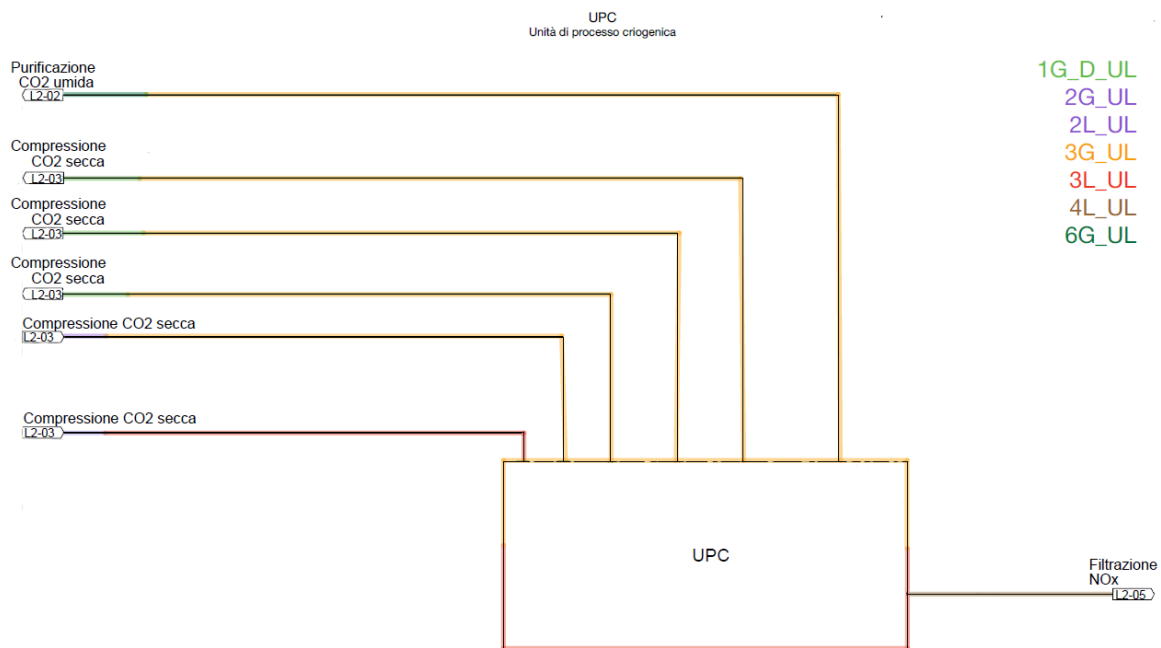 UPC
Unità di processo criogenica
Purificazione
CO2 umida
L2-02
Compressione
CO2 secca
L2-03
Compressione
CO2 secca
L2-03
Compressione
CO2 secca
L2-03
Compressione CO2 secca
L2-03
Compressione CO2 secca
L2-03
1G_D_UL
2G_UL
2L_UL
3G_UL
3L_UL
4L_UL
6G_UL
UPC
Filtrazione
NOx
L2-05